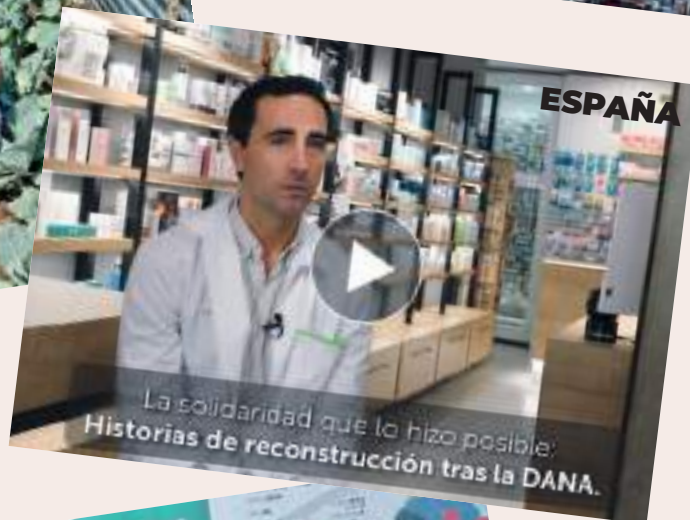 ESPAÑA
La solidaridad que lo hizo posible:
Historias de reconstrucción tras la DANA.